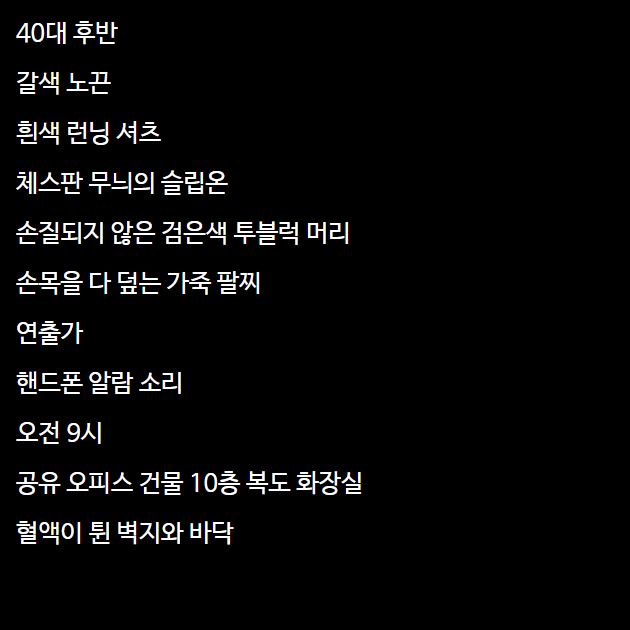 40대 후반
갈색 노끈
흰색 런닝 셔츠
체스판 무늬의 슬립온
손질되지 않은 검은색 투블럭 머리
손목을 다 덮는 가죽 팔찌
연출가
핸드폰 알람 소리
오전 9시
공유 오피스 건물 10층 복도 화장실
혈액이 튄 벽지와 바닥